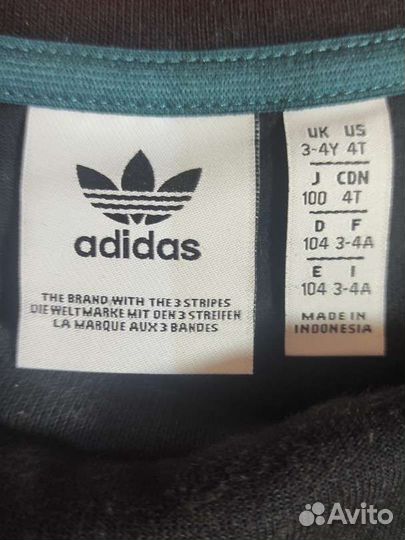 adidas
THE BRAND WITH THE 3 STRIPES
DIE WELTMARKE MIT DEN 3 STREIFEN
LA MARQUE AUX 3 BANDES
UK US
3-4Y 4T
J CDN
100 4T
D F
104 3-4A
E I
104 3-4A
MADE IN
INDONESIA
Avito